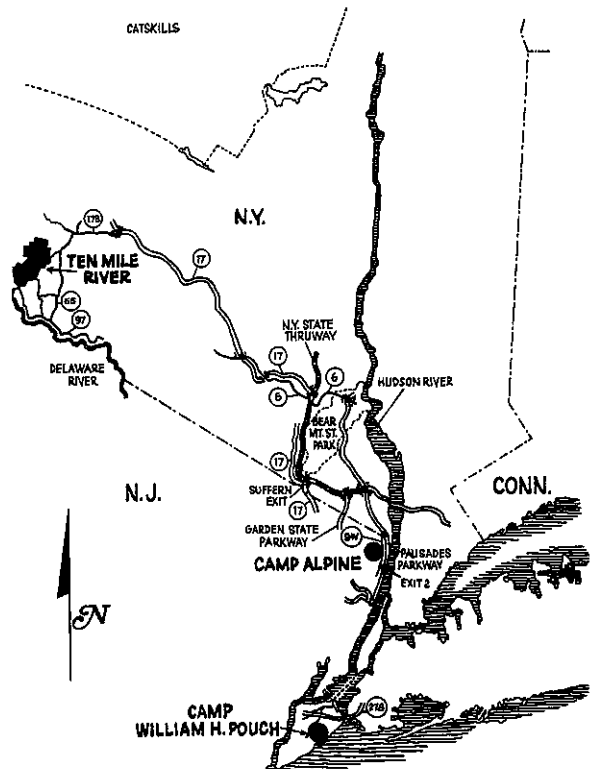 CATSKILLS
N.Y.
17B
17
TEN MILE
RIVER
55
97
DELAWARE
RIVER
N.Y. STATE
THRUWAY
17
6
6
HUDSON RIVER
BEAR
MT. ST.
PARK
17
SUFFERN
EXIT
17
N.J.
CONN.
GARDEN STATE
PARKWAY
9W
CAMP ALPINE
PALISADES
PARKWAY
EXIT 2
N
CAMP
WILLIAM H. POUCH
278